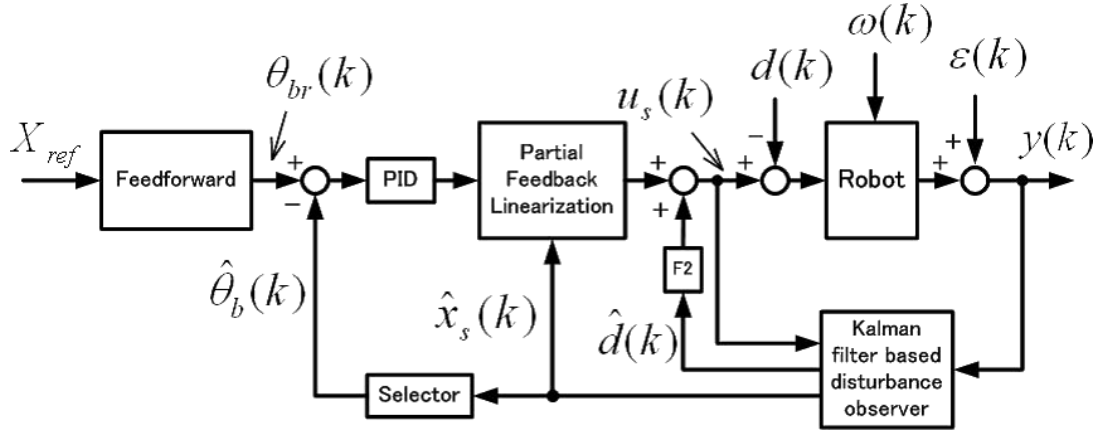 X_ref
Feedforward
θ_br(k)
+
−
PID
Partial
Feedback
Linearization
+
+
u_s(k)
+
−
d(k)
ω(k)
Robot
+
+
ε(k)
y(k)
F2
θ̂_b(k)
x̂_s(k)
d̂(k)
Selector
Kalman
filter based
disturbance
observer